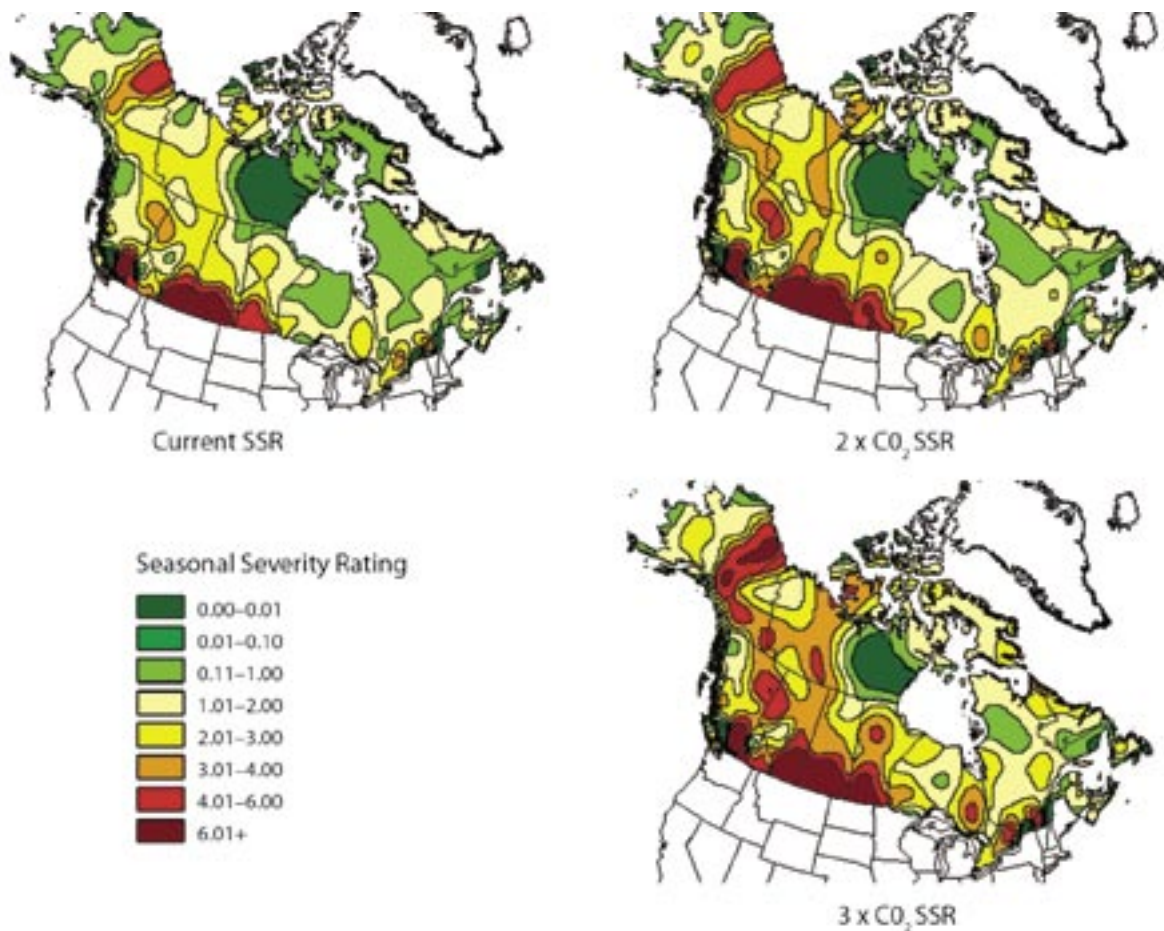 Current SSR
2 x C0₂ SSR
Seasonal Severity Rating
0.00–0.01
0.01–0.10
0.11–1.00
1.01–2.00
2.01–3.00
3.01–4.00
4.01–6.00
6.01+
3 x C0₂ SSR